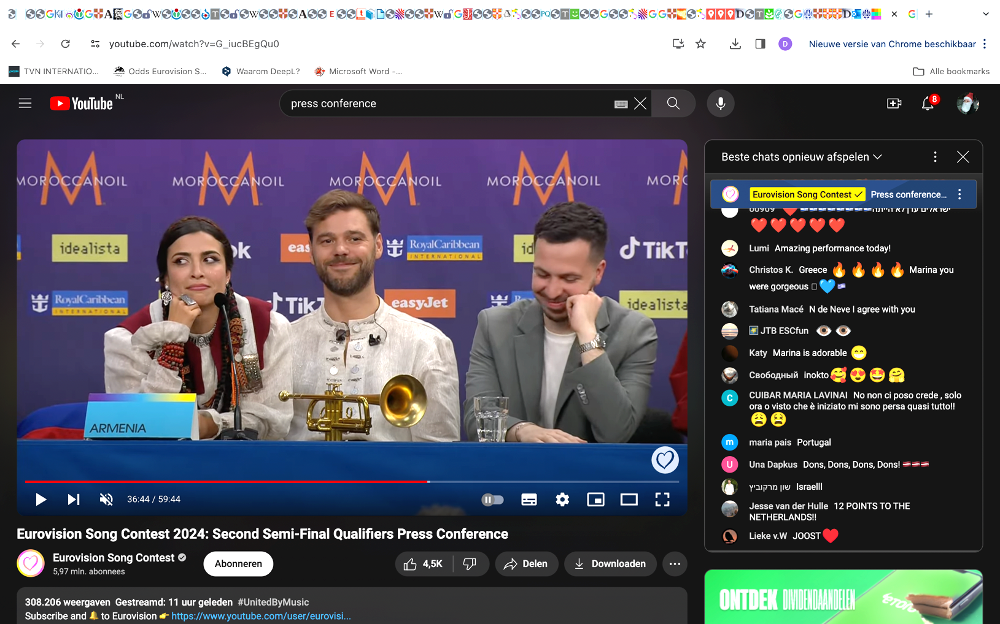 youtube.com/watch?v=G_iucBEgQu0
D
Nieuwe versie van Chrome beschikbaar
TVN INTERNATIO...
Odds Eurovision S...
Waarom DeepL?
Microsoft Word -...
Alle bookmarks
YouTube NL
press conference
8
MOROCCANOIL MOROCCANOIL MOROCCANOIL MOROCCANOIL MORO
idealista
RoyalCaribbean
INTERNATIONAL
TikT
RoyalCaribbean
TikT
easyJet
idealista
ARMENIA
36:44 / 59:44
Eurovision Song Contest 2024: Second Semi-Final Qualifiers Press Conference
Eurovision Song Contest
5,97 mln. abonnees
Abonneren
4,5K
Delen
Downloaden
308.206 weergaven Gestreamd: 11 uur geleden #UnitedByMusic
Subscribe and 🔔 to Eurovision 👉 https://www.youtube.com/user/eurovisi...
Beste chats opnieuw afspelen
Eurovision Song Contest Press conference...
Lumi Amazing performance today!
Christos K. Greece 🔥 🔥 🔥 🔥 Marina you
were gorgeous 💙🇬🇷
Tatiana Macé N de Neve I agree with you
JTB ESCfun 👁️ 👁️
Katy Marina is adorable 😁
Свободный inokto🥰 😍 🤩 🤗
C
CUIBAR MARIA LAVINAI No non ci poso crede , solo
ora o visto che è iniziato mi sono persa quasi tutto!!
😩 😫
m
maria pais Portugal
U
Una Dapkus Dons, Dons, Dons, Dons! 🇱🇻🇱🇻🇱🇻
שון מרקוביץ Israelll
Jesse van der Hulle 12 POINTS TO THE
NETHERLANDS!!
Lieke v.W JOOST❤️
ONTDEK DIVIDENDAANDELEN